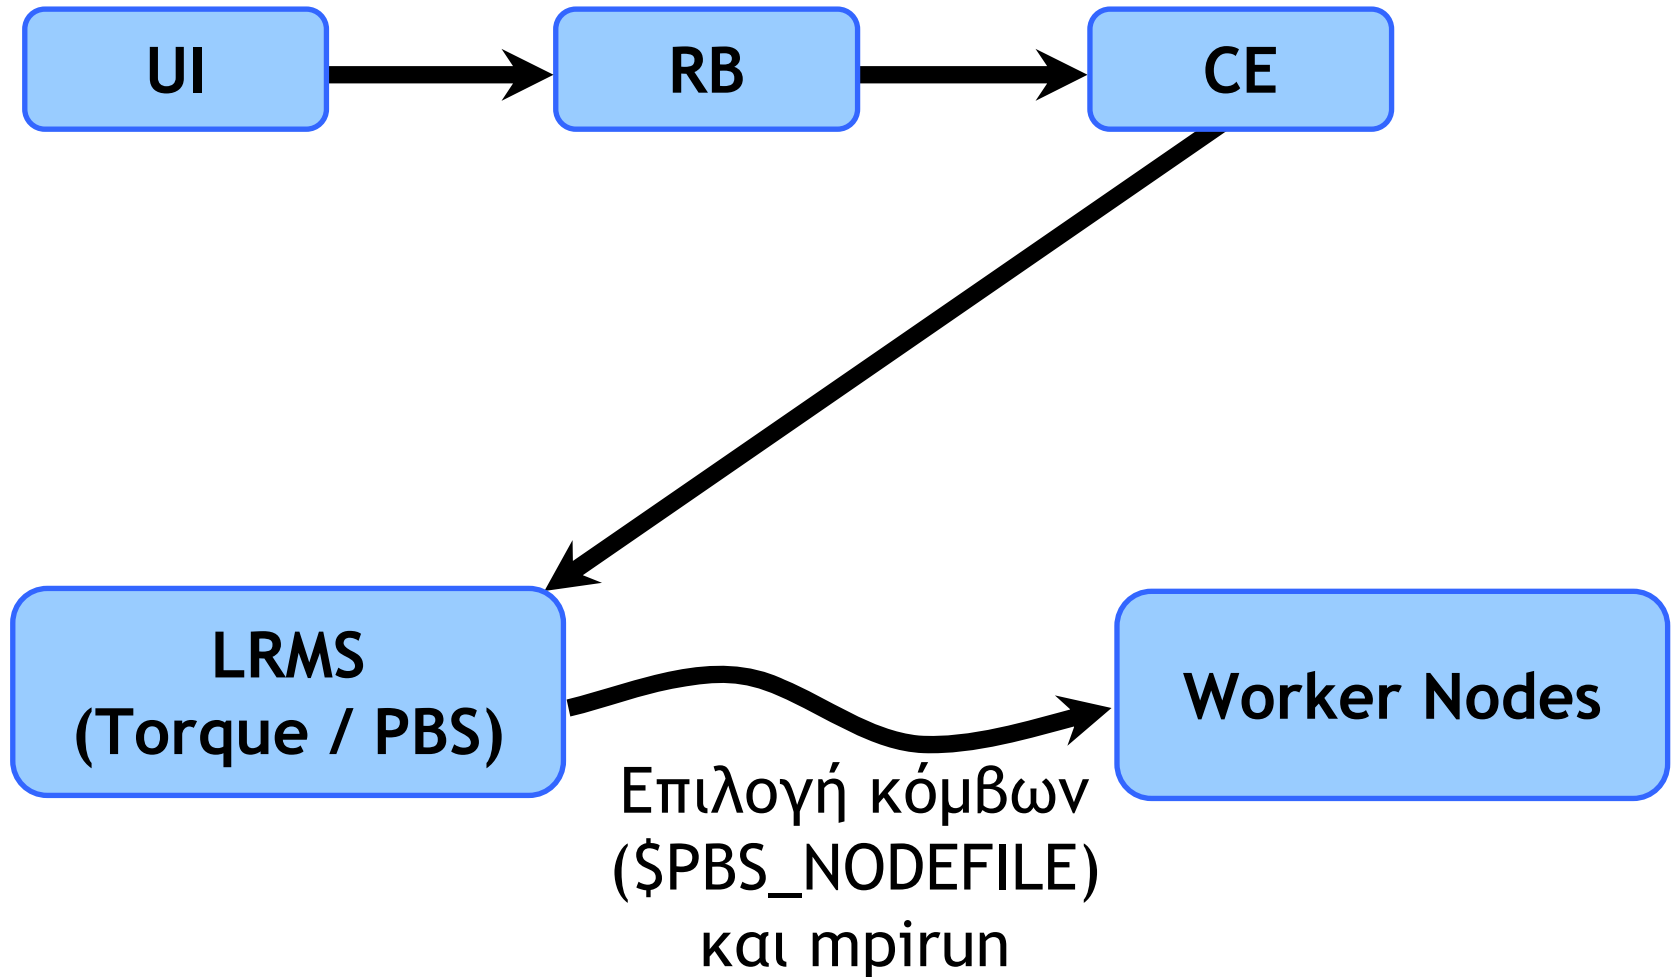 UI
RB
CE
LRMS
(Torque / PBS)
Worker Nodes
Επιλογή κόμβων
($PBS_NODEFILE)
και mpirun